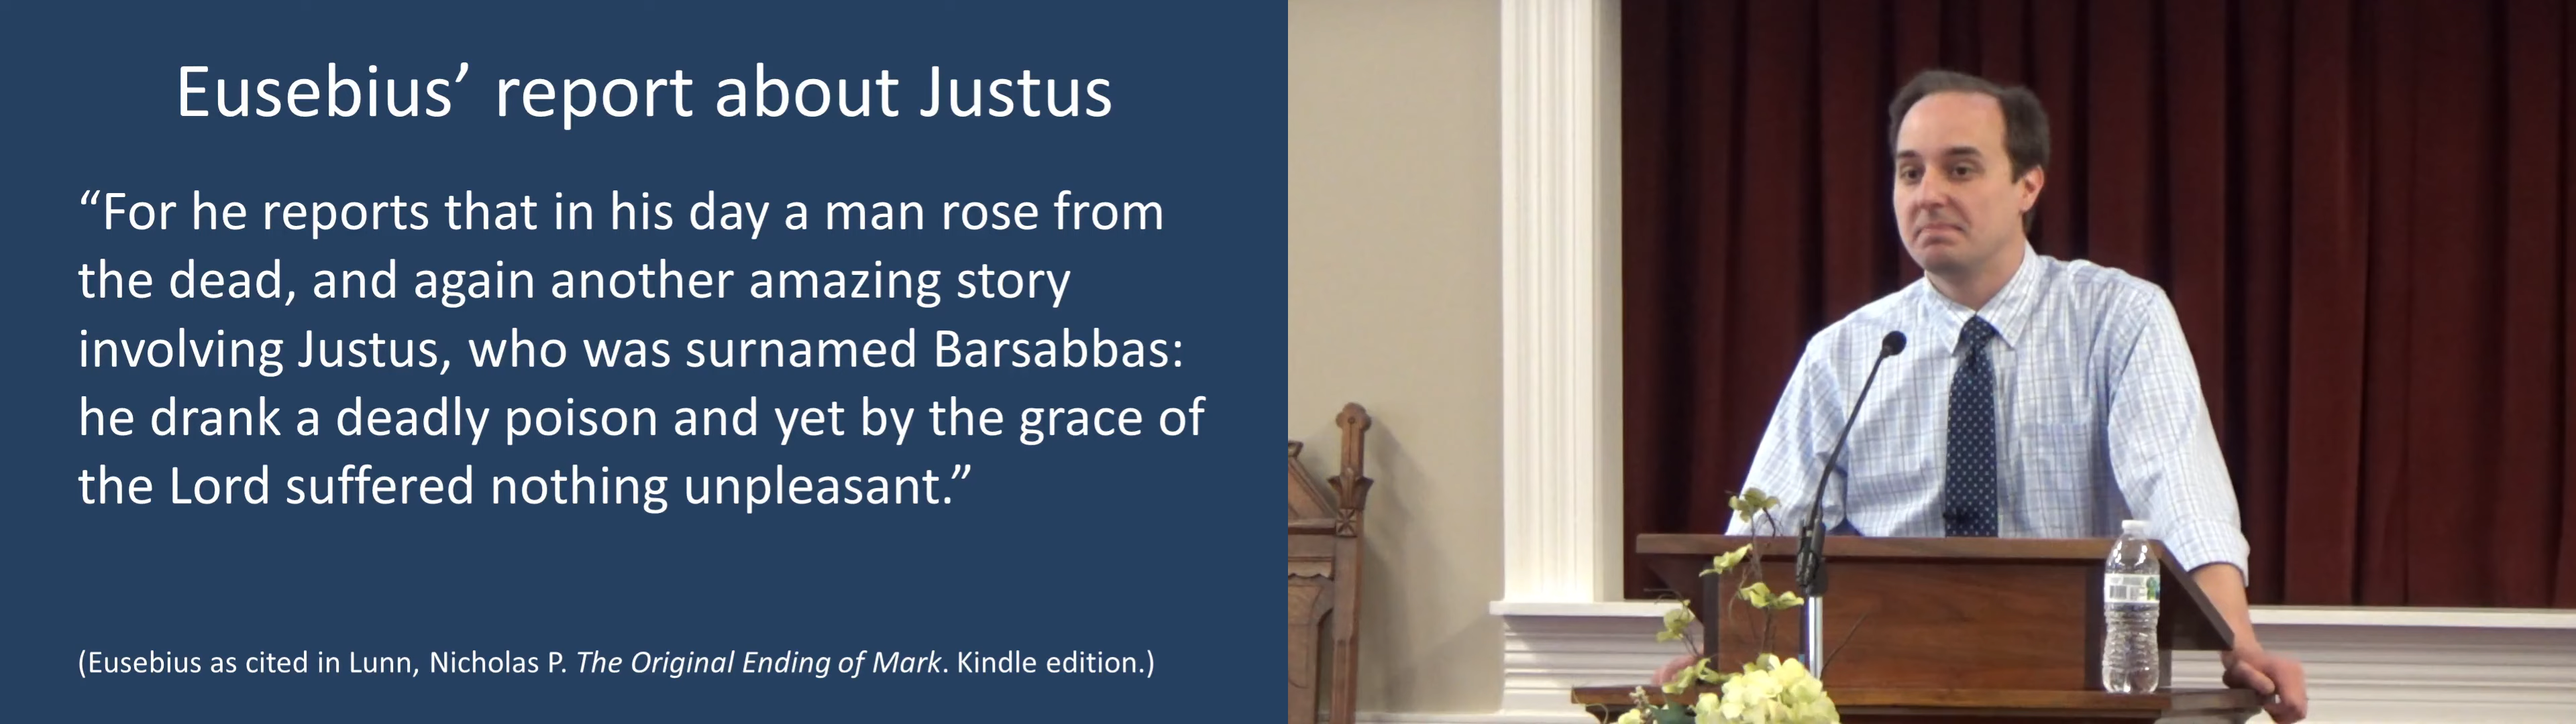 Eusebius’ report about Justus
“For he reports that in his day a man rose from
the dead, and again another amazing story
involving Justus, who was surnamed Barsabbas:
he drank a deadly poison and yet by the grace of
the Lord suffered nothing unpleasant.”
(Eusebius as cited in Lunn, Nicholas P. The Original Ending of Mark. Kindle edition.)